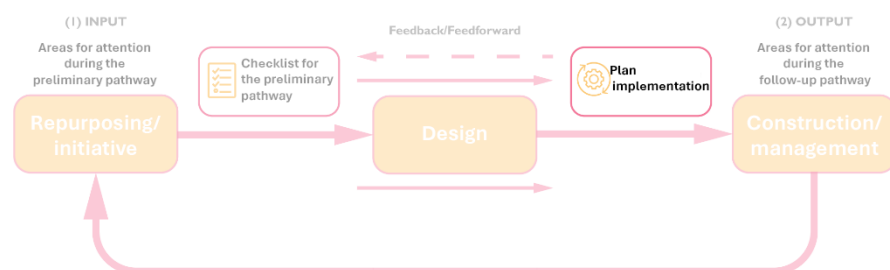 (1) INPUT
Areas for attention
during the
preliminary pathway
Repurposing/
initiative
Checklist for
the preliminary
pathway
Feedback/Feedforward
Design
Plan
implementation
(2) OUTPUT
Areas for attention
during the
follow-up pathway
Construction/
management